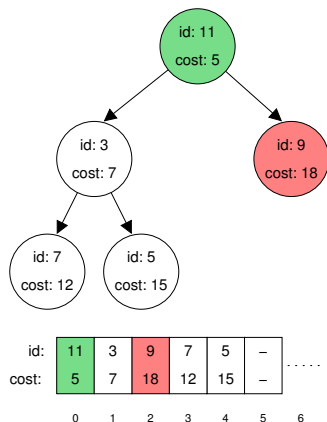 id: 11
cost: 5
id: 3
cost: 7
id: 9
cost: 18
id: 7
cost: 12
id: 5
cost: 15
id: 11 3 9 7 5 –
cost: 5 7 18 12 15 – . . . . .
0 1 2 3 4 5 6